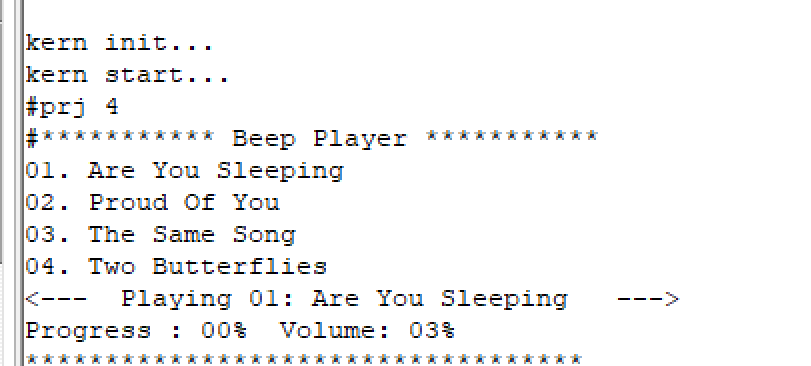 kern init...
kern start...
#prj 4
#*********** Beep Player ***********
01. Are You Sleeping
02. Proud Of You
03. The Same Song
04. Two Butterflies
<---  Playing 01: Are You Sleeping   --->
Progress : 00%  Volume: 03%
***********************************